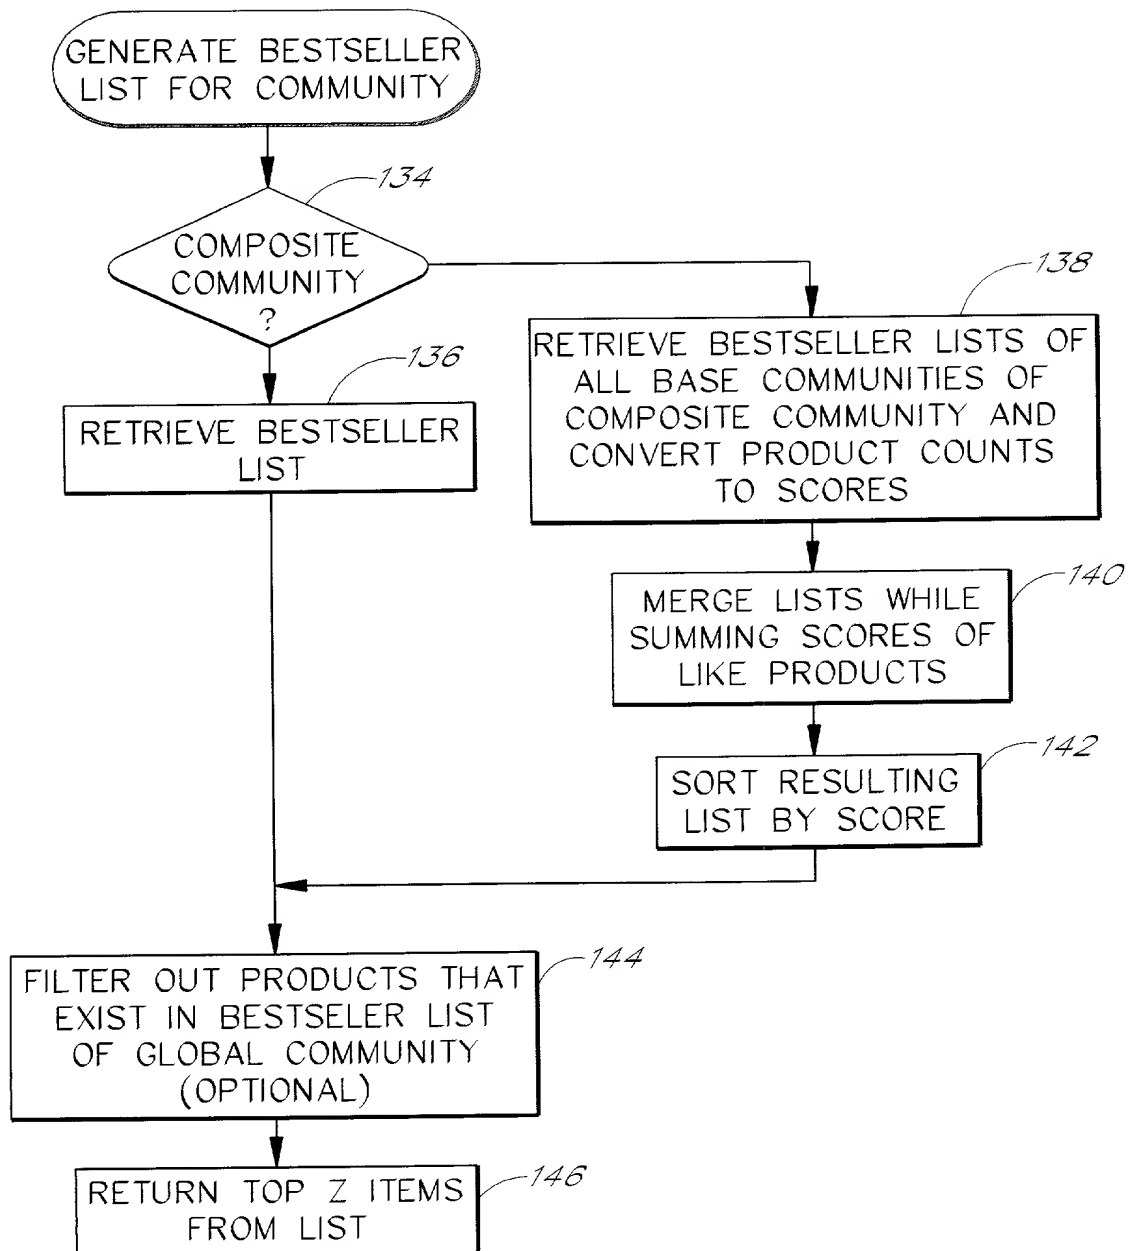 GENERATE BESTSELLER
LIST FOR COMMUNITY
134
COMPOSITE
COMMUNITY
?
136
RETRIEVE BESTSELLER
LIST
138
RETRIEVE BESTSELLER LISTS OF
ALL BASE COMMUNITIES OF
COMPOSITE COMMUNITY AND
CONVERT PRODUCT COUNTS
TO SCORES
140
MERGE LISTS WHILE
SUMMING SCORES OF
LIKE PRODUCTS
142
SORT RESULTING
LIST BY SCORE
144
FILTER OUT PRODUCTS THAT
EXIST IN BESTSELER LIST
OF GLOBAL COMMUNITY
(OPTIONAL)
146
RETURN TOP Z ITEMS
FROM LIST